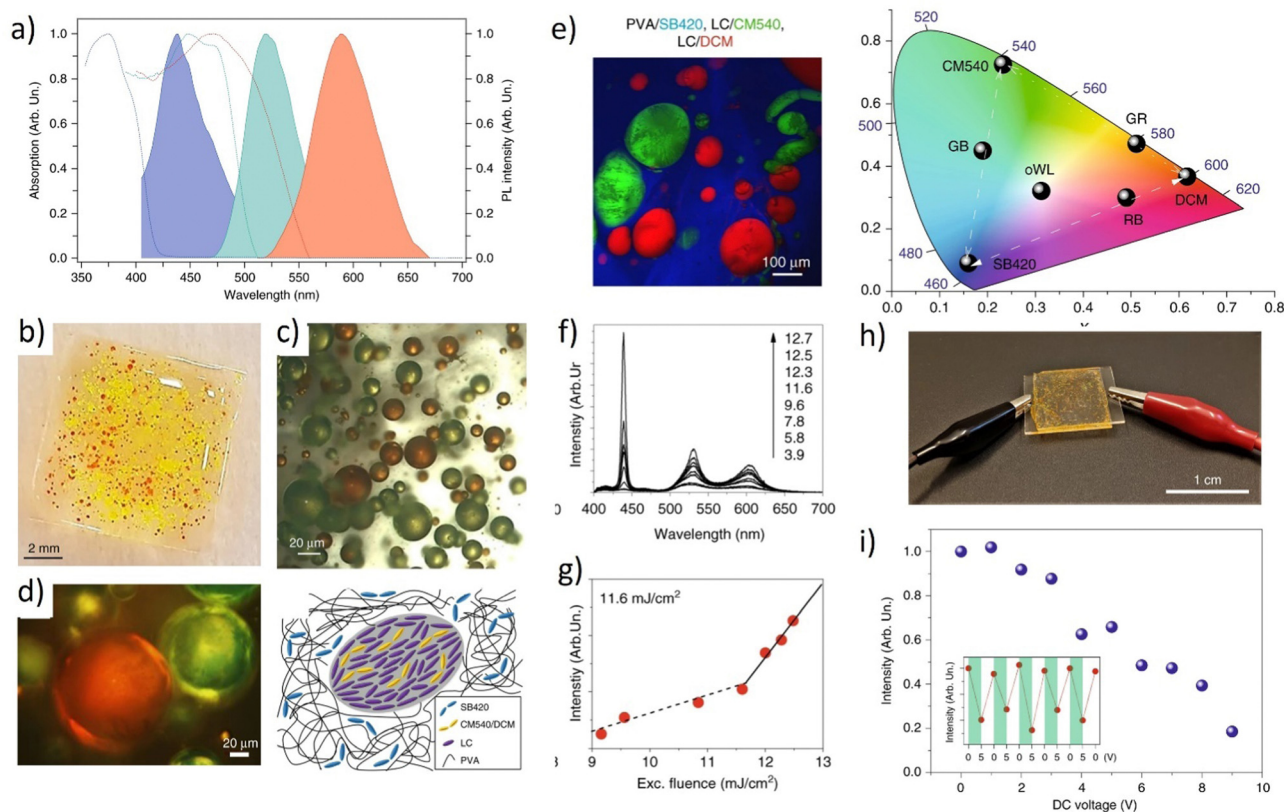 a)
Absorption (Arb. Un.)
1.0
0.8
0.6
0.4
0.2
0.0
1.0
0.8
0.6
0.4
0.2
0.0
PL intensity (Arb. Un.)
350 400 450 500 550 600 650 700
Wavelength (nm)
e)
PVA/SB420, LC/CM540,
LC/DCM
100 µm
520
540
560
580
600
620
500
480
460
CM540
GR
GB
oWL
DCM
RB
SB420
0.8
0.6
0.4
0.2
0.0
0.0 0.1 0.2 0.3 0.4 0.5 0.6 0.7 0.8
b)
2 mm
c)
20 µm
d)
20 µm
SB420
CM540/DCM
LC
PVA
f)
Intenstiy (Arb.Ur
12.7
12.5
12.3
11.6
9.6
7.8
5.8
3.9
400 450 500 550 600 650 700
Wavelength (nm)
g)
11.6 mJ/cm²
Intensity (Arb.Un.)
9 10 11 12 13
Exc. fluence (mJ/cm²)
h)
1 cm
i)
Intensity (Arb. Un.)
1.0
0.8
0.6
0.4
0.2
0.0
Intensity (Arb. Un.)
0 5 0 5 0 5 0 5 0 5 0 (V)
0 2 4 6 8 10
DC voltage (V)